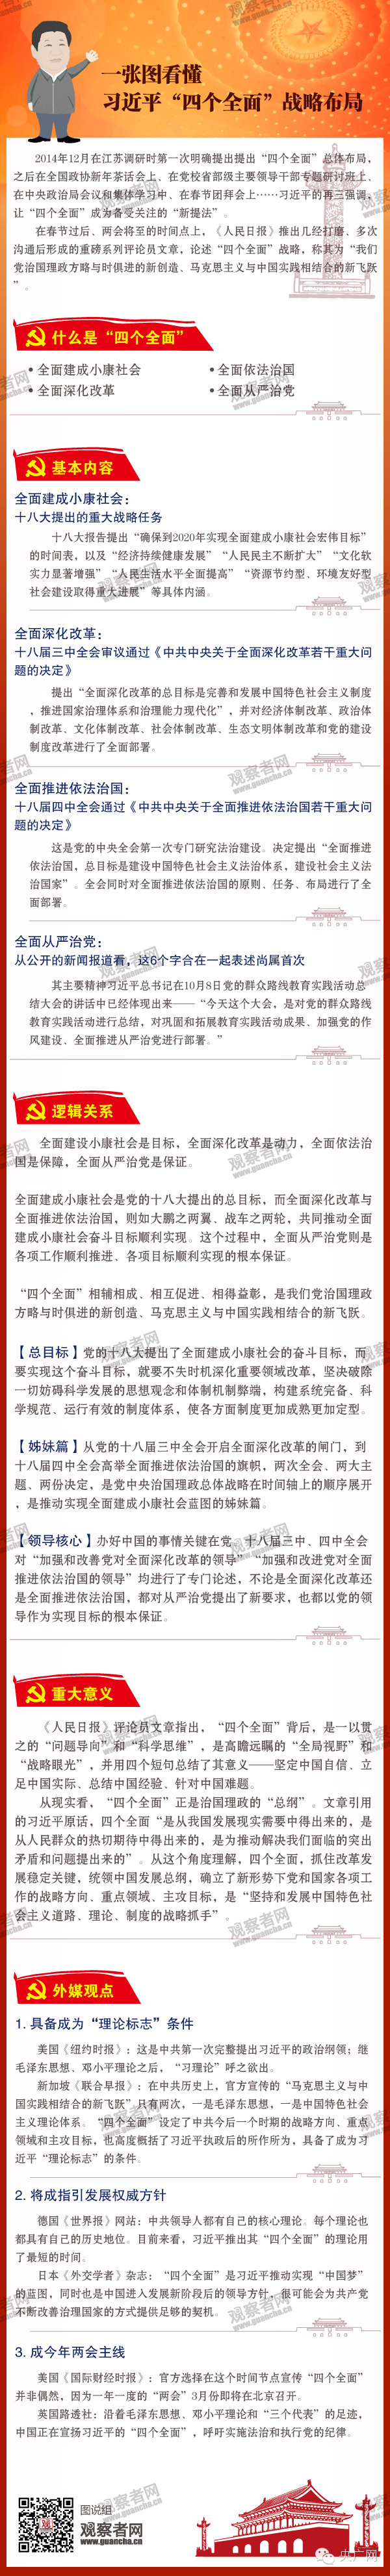 一张图看懂
习近平“四个全面”战略布局
2014年12月在江苏调研时第一次明确提出提出“四个全面”总体布局，
之后在全国政协新年茶话会上、在党校省部级主要领导干部专题研讨班上、
在中央政治局会议和集体学习中、在春节团拜会上……习近平的再三强调，
让“四个全面”成为备受关注的“新提法”。
在春节过后、两会将至的时间点上，《人民日报》推出几经打磨、多次
沟通后形成的重磅系列评论员文章，论述“四个全面”战略，称其为“我们
党治国理政方略与时俱进的新创造、马克思主义与中国实践相结合的新飞跃
”。
什么是“四个全面”
• 全面建成小康社会
• 全面依法治国
• 全面深化改革
• 全面从严治党
基本内容
全面建成小康社会：
十八大提出的重大战略任务
十八大报告提出“确保到2020年实现全面建成小康社会宏伟目标”
的时间表，以及“经济持续健康发展”“人民民主不断扩大”“文化软
实力显著增强”“人民生活水平全面提高”“资源节约型、环境友好型
社会建设取得重大进展”等具体内涵。
全面深化改革：
十八届三中全会审议通过《中共中央关于全面深化改革若干重大问
题的决定》
提出“全面深化改革的总目标是完善和发展中国特色社会主义制度
，推进国家治理体系和治理能力现代化”，并对经济体制改革、政治体
制改革、文化体制改革、社会体制改革、生态文明体制改革和党的建设
制度改革进行了全面部署。
全面推进依法治国：
十八届四中全会通过《中共中央关于全面推进依法治国若干重大问
题的决定》
这是党的中央全会第一次专门研究法治建设。决定提出“全面推进
依法治国，总目标是建设中国特色社会主义法治体系，建设社会主义法
治国家”。全会同时对全面推进依法治国的原则、任务、布局进行了全
面部署。
全面从严治党：
从公开的新闻报道看，这6个字合在一起表述尚属首次
其主要精神习近平总书记在10月8日党的群众路线教育实践活动总
结大会的讲话中已经体现出来——“今天这个大会，是对党的群众路线
教育实践活动进行总结，对巩固和拓展教育实践活动成果、加强党的作
风建设、全面推进从严治党进行部署。”
逻辑关系
全面建设小康社会是目标，全面深化改革是动力，全面依法治
国是保障，全面从严治党是保证。
全面建成小康社会是党的十八大提出的总目标，而全面深化改革与
全面推进依法治国，则如大鹏之两翼、战车之两轮，共同推动全面
建成小康社会奋斗目标顺利实现。这个过程中，全面从严治党则是
各项工作顺利推进、各项目标顺利实现的根本保证。
“四个全面”相辅相成、相互促进、相得益彰，是我们党治国理政
方略与时俱进的新创造、马克思主义与中国实践相结合的新飞跃。
【总目标】党的十八大提出了全面建成小康社会的奋斗目标，而
要实现这个奋斗目标，就要不失时机深化重要领域改革，坚决破除
一切妨碍科学发展的思想观念和体制机制弊端，构建系统完备、科
学规范、运行有效的制度体系，使各方面制度更加成熟更加定型。
【姊妹篇】从党的十八届三中全会开启全面深化改革的闸门，到
十八届四中全会高举全面推进依法治国的旗帜，两次全会、两大主
题、两份决定，是党中央治国理政总体战略在时间轴上的顺序展开
，是推动实现全面建成小康社会蓝图的姊妹篇。
【领导核心】办好中国的事情关键在党。十八届三中、四中全会
对“加强和改善党对全面深化改革的领导”“加强和改进党对全面
推进依法治国的领导”均进行了专门论述，不论是全面深化改革还
是全面推进依法治国，都对从严治党提出了新要求，也都以党的领
导作为实现目标的根本保证。
重大意义
《人民日报》评论员文章指出，“四个全面”背后，是一以贯
之的“问题导向”和“科学思维”，是高瞻远瞩的“全局视野”和
“战略眼光”，并用四个短句总结了其意义——坚定中国自信、立
足中国实际、总结中国经验、针对中国难题。
从现实看，“四个全面”正是治国理政的“总纲”。文章引用
的习近平原话，四个全面“是从我国发展现实需要中得出来的，是
从人民群众的热切期待中得出来的，是为推动解决我们面临的突出
矛盾和问题提出来的”。从这个角度理解，四个全面，抓住改革发
展稳定关键，统领中国发展总纲，确立了新形势下党和国家各项工
作的战略方向、重点领域、主攻目标，是“坚持和发展中国特色社
会主义道路、理论、制度的战略抓手”。
外媒观点
1. 具备成为“理论标志”条件
美国《纽约时报》：这是中共第一次完整提出习近平的政治纲领；继
毛泽东思想、邓小平理论之后，“习理论”呼之欲出。
新加坡《联合早报》：在中共历史上，官方宣传的“马克思主义与中
国实践相结合的新飞跃”只有两次，一是毛泽东思想，一是中国特色社会
主义理论体系。“四个全面”设定了中共今后一个时期的战略方向、重点
领域和主攻目标，也高度概括了习近平执政后的所作所为，具备了成为习
近平“理论标志”的条件。
2. 将成指引发展权威方针
德国《世界报》网站：中共领导人都有自己的核心理论。每个理论也
都具有自己的历史地位。目前来看，习近平推出其“四个全面”的理论用
了最短的时间。
日本《外交学者》杂志：“四个全面”是习近平推动实现“中国梦”
的蓝图，同时也是中国进入发展新阶段后的领导方针，很可能会为共产党
不断改善治理国家的方式提供足够的契机。
3. 成今年两会主线
美国《国际财经时报》：官方选择在这个时间节点宣传“四个全面”
并非偶然，因为一年一度的“两会”3月份即将在北京召开。
英国路透社：沿着毛泽东思想、邓小平理论和“三个代表”的足迹，
中国正在宣扬习近平的“四个全面”，呼吁实施法治和执行党的纪律。
图说组
观察者网
www.guancha.cn
央广网